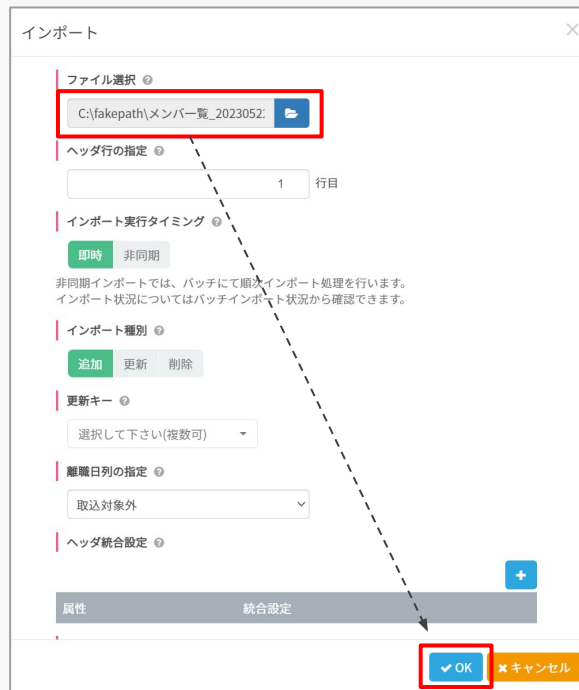 インポート
ファイル選択
C:\fakepath\メンバー覧_2023052
ヘッダ行の指定
1 行目
インポート実行タイミング
即時 非同期
非同期インポートでは、バッチにて順次インポート処理を行います。
インポート状況についてはバッチインポート状況から確認できます。
インポート種別
追加 更新 削除
更新キー
選択して下さい(複数可)
離職日列の指定
取込対象外
ヘッダ統合設定
属性 統合設定
OK キャンセル